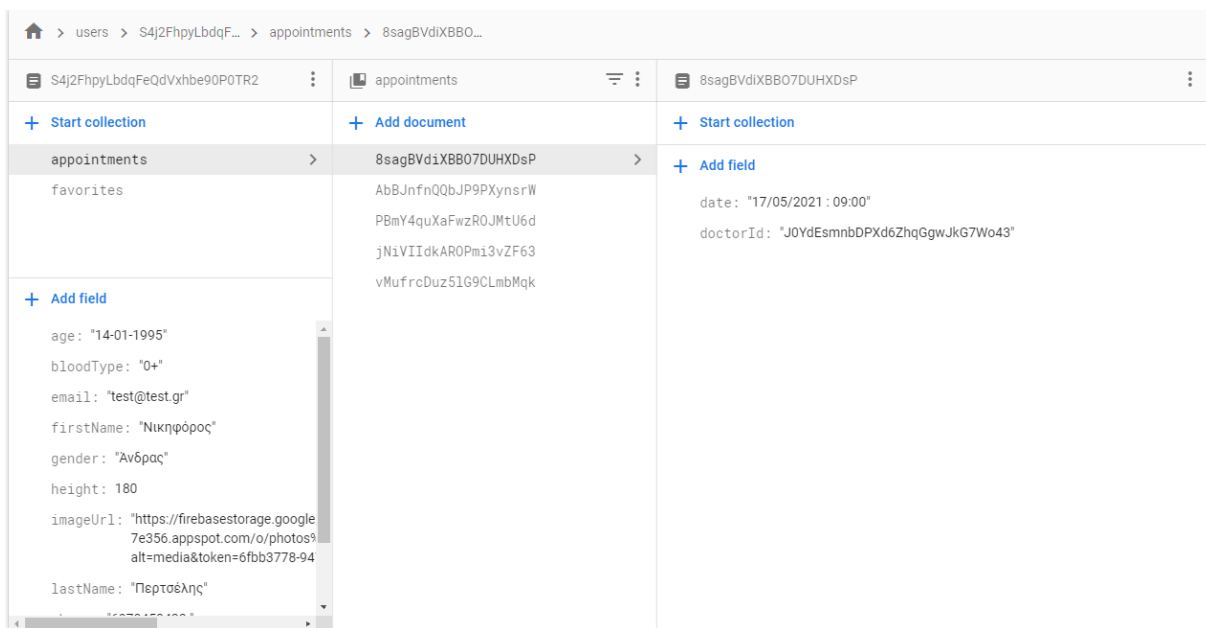 users > S4j2FhpyLbdqF… > appointments > 8sagBVdiXBBO…
S4j2FhpyLbdqFeQdVxhbe90P0TR2
+ Start collection
appointments
favorites
+ Add field
age: "14-01-1995"
bloodType: "0+"
email: "test@test.gr"
firstName: "Νικηφόρος"
gender: "Άνδρας"
height: 180
imageUrl: "https://firebasestorage.google
7e356.appspot.com/o/photos%
alt=media&token=6fbb3778-94
lastName: "Περτσέλης"
appointments
+ Add document
8sagBVdiXBBO7DUHXDsP
AbBJnfnQQbJP9PXynsrW
PBmY4quXaFwzROJMtU6d
jNiVIIdkAROPmi3vZF63
vMufrcDuz5lG9CLmbMqk
8sagBVdiXBBO7DUHXDsP
+ Start collection
+ Add field
date: "17/05/2021 : 09:00"
doctorId: "J0YdEsmnbDPXd6ZhqGgwJkG7Wo43"